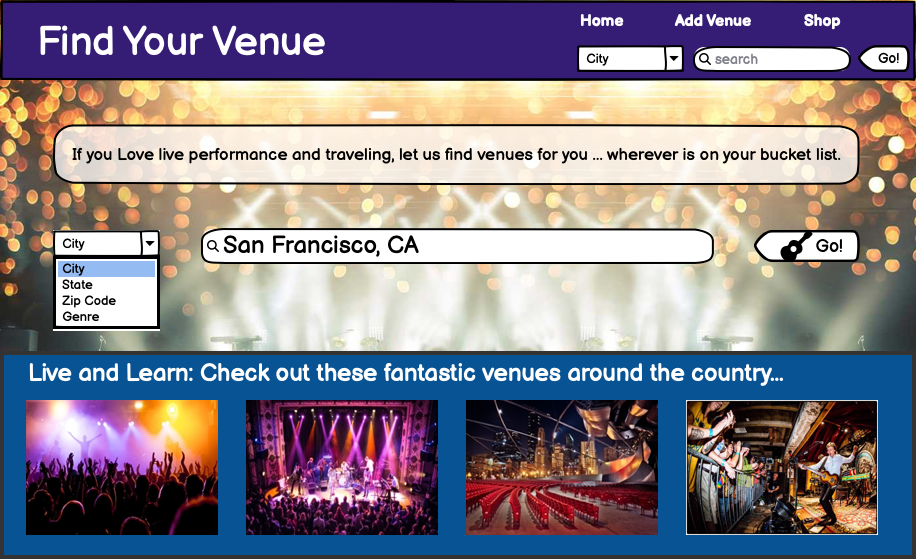 Find Your Venue
Home Add Venue Shop
City search Go!
If you Love live performance and traveling, let us find venues for you ... wherever is on your bucket list.
City San Francisco, CA Go!
City
State
Zip Code
Genre
Live and Learn: Check out these fantastic venues around the country...